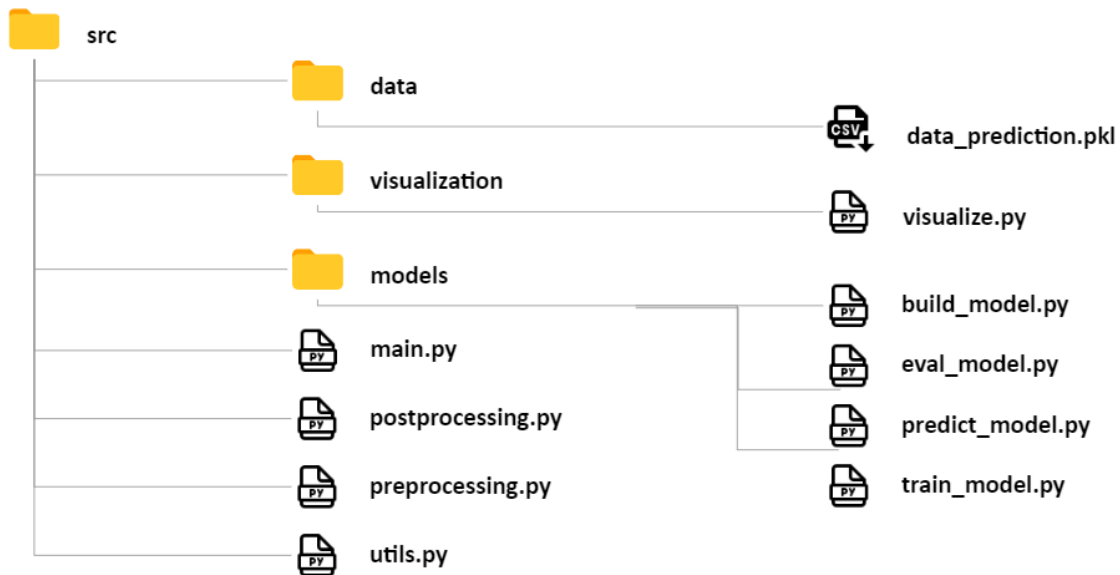 src
data
CSV
data_prediction.pkl
visualization
PY
visualize.py
models
PY
build_model.py
PY
main.py
PY
eval_model.py
PY
postprocessing.py
PY
predict_model.py
PY
preprocessing.py
PY
train_model.py
PY
utils.py